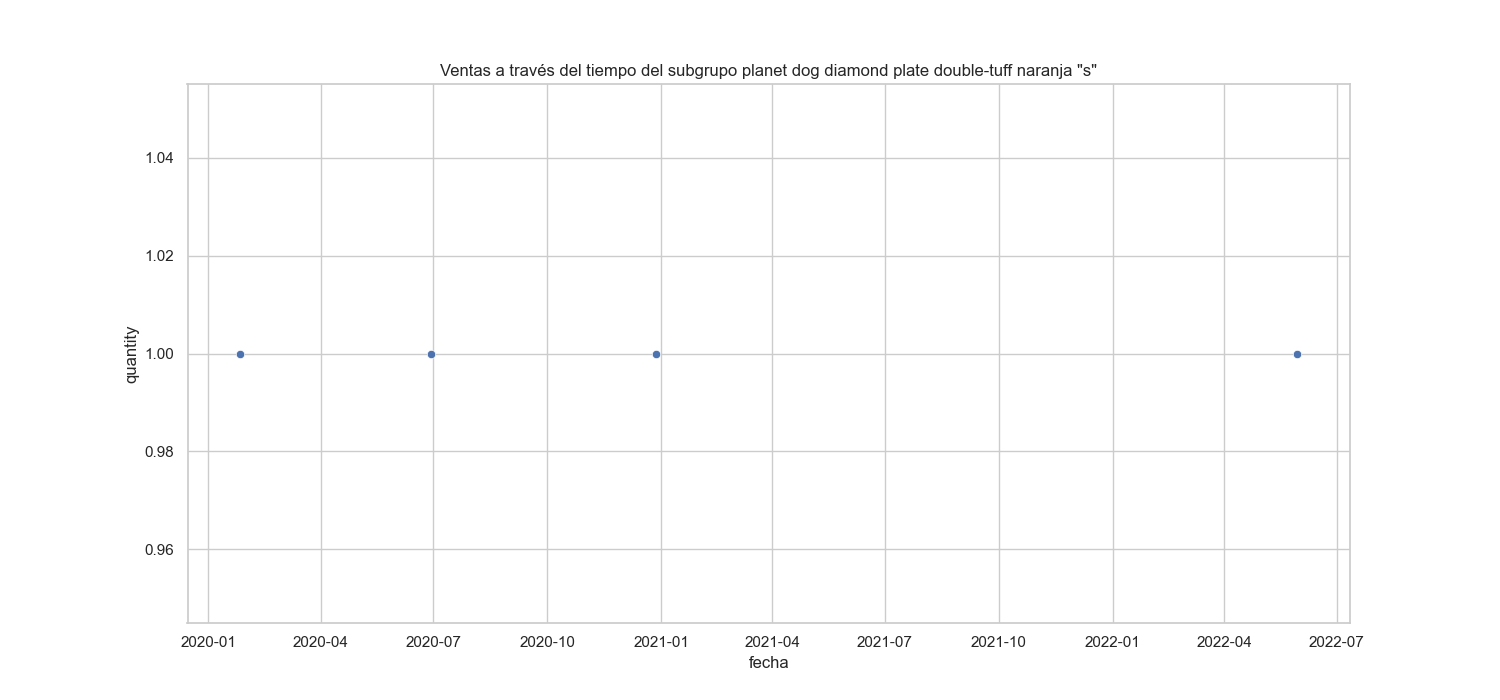 Ventas a través del tiempo del subgrupo planet dog diamond plate double-tuff naranja "s"
1.04
1.02
1.00
0.98
0.96
quantity
2020-01 2020-04 2020-07 2020-10 2021-01 2021-04 2021-07 2021-10 2022-01 2022-04 2022-07
fecha